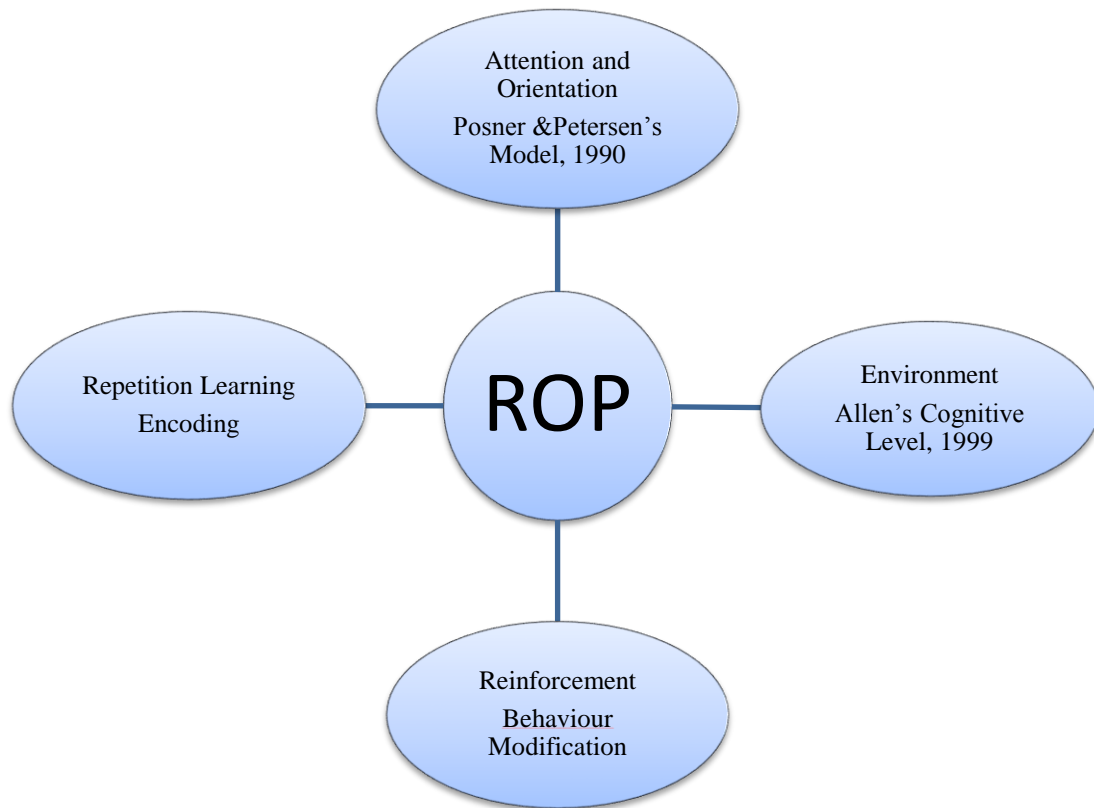 Attention and
Orientation
Posner &Petersen’s
Model, 1990
Repetition Learning
Encoding
ROP
Environment
Allen’s Cognitive
Level, 1999
Reinforcement
Behaviour
Modification